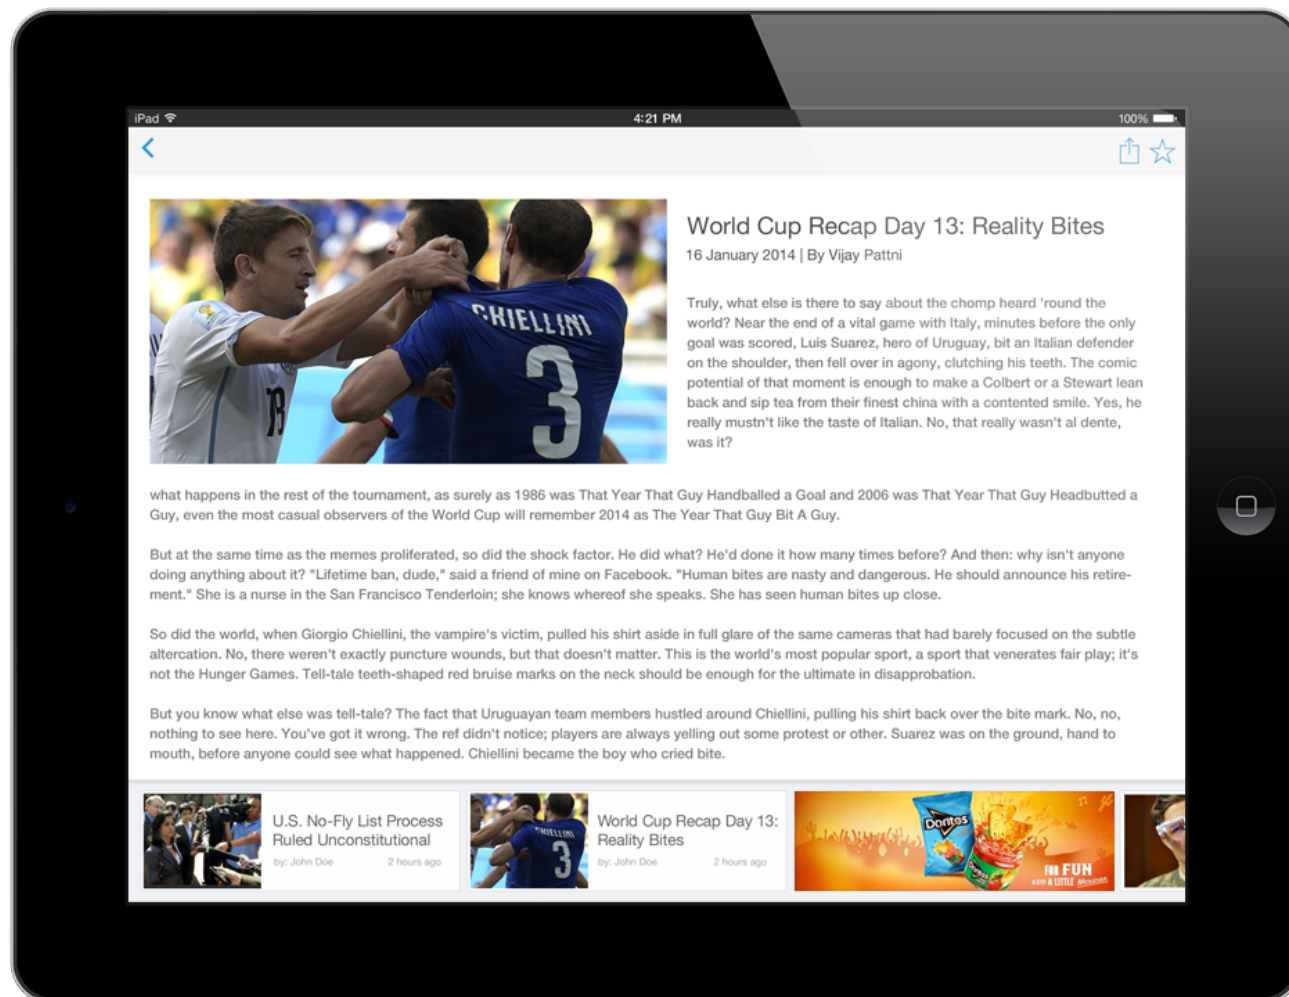 iPad
4:21 PM
100%
CHIELLINI
3
19
World Cup Recap Day 13: Reality Bites
16 January 2014 | By Vijay Pattni
Truly, what else is there to say about the chomp heard 'round the
world? Near the end of a vital game with Italy, minutes before the only
goal was scored, Luis Suarez, hero of Uruguay, bit an Italian defender
on the shoulder, then fell over in agony, clutching his teeth. The comic
potential of that moment is enough to make a Colbert or a Stewart lean
back and sip tea from their finest china with a contented smile. Yes, he
really mustn't like the taste of Italian. No, that really wasn't al dente,
was it?
what happens in the rest of the tournament, as surely as 1986 was That Year That Guy Handballed a Goal and 2006 was That Year That Guy Headbutted a
Guy, even the most casual observers of the World Cup will remember 2014 as The Year That Guy Bit A Guy.
But at the same time as the memes proliferated, so did the shock factor. He did what? He'd done it how many times before? And then: why isn't anyone
doing anything about it? "Lifetime ban, dude," said a friend of mine on Facebook. "Human bites are nasty and dangerous. He should announce his retire-
ment." She is a nurse in the San Francisco Tenderloin; she knows whereof she speaks. She has seen human bites up close.
So did the world, when Giorgio Chiellini, the vampire's victim, pulled his shirt aside in full glare of the same cameras that had barely focused on the subtle
altercation. No, there weren't exactly puncture wounds, but that doesn't matter. This is the world's most popular sport, a sport that venerates fair play; it's
not the Hunger Games. Tell-tale teeth-shaped red bruise marks on the neck should be enough for the ultimate in disapprobation.
But you know what else was tell-tale? The fact that Uruguayan team members hustled around Chiellini, pulling his shirt back over the bite mark. No, no,
nothing to see here. You've got it wrong. The ref didn't notice; players are always yelling out some protest or other. Suarez was on the ground, hand to
mouth, before anyone could see what happened. Chiellini became the boy who cried bite.
U.S. No-Fly List Process
Ruled Unconstitutional
by: John Doe 2 hours ago
CHIELLINI
3
World Cup Recap Day 13:
Reality Bites
by: John Doe 2 hours ago
Doritos
FOR FUN
ADD A LITTLE Mexicano